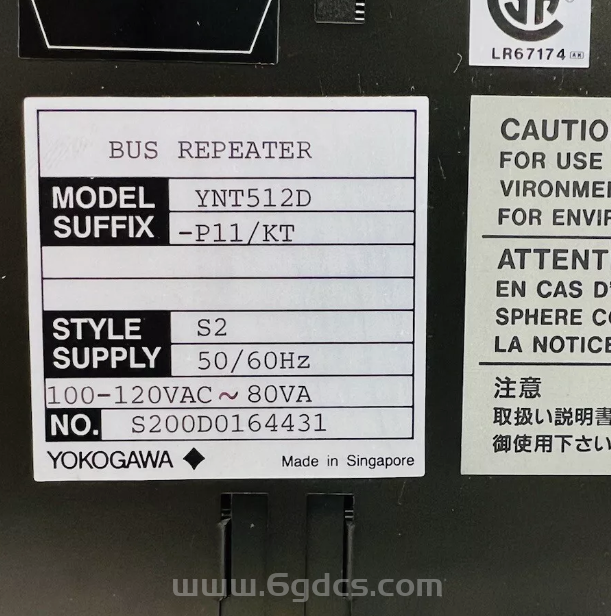 LR67174
BUS REPEATER
MODEL YNT512D
SUFFIX -P11/KT
STYLE S2
SUPPLY 50/60Hz
100-120VAC ~ 80VA
NO. S200D0164431
YOKOGAWA ◆ Made in Singapore
CAUTIO
FOR USE
VIRONME
FOR ENVIR
ATTENT
EN CAS D'
SPHERE CO
LA NOTICE
注意
取扱い説明書
御使用下さい
www.6gdcs.com